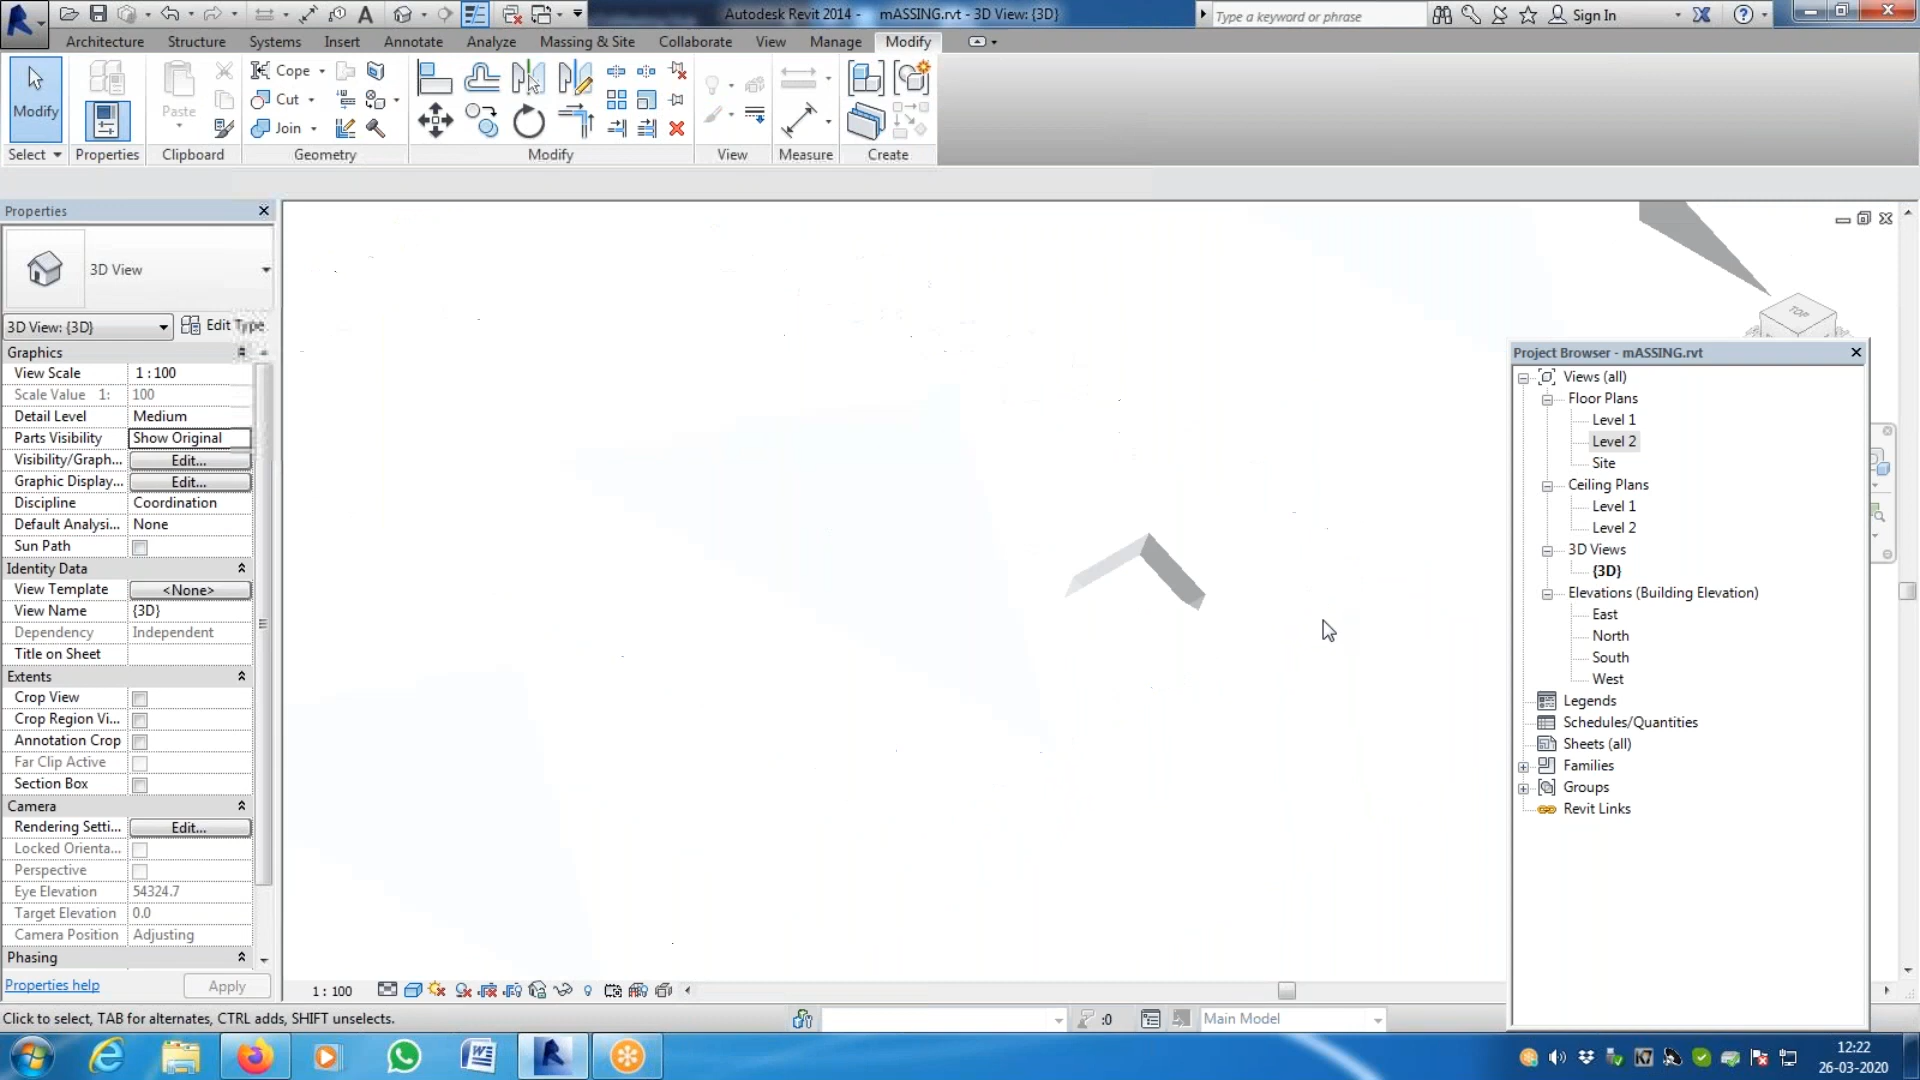 Autodesk Revit 2014 - mASSING.rvt - 3D View: {3D}
Type a keyword or phrase
Sign In
Architecture Structure Systems Insert Annotate Analyze Massing & Site Collaborate View Manage Modify
Modify
Paste
Cope
Cut
Join
Select Properties Clipboard Geometry Modify View Measure Create
Properties
3D View
3D View: {3D} Edit Type
Graphics
View Scale 1 : 100
Scale Value 1: 100
Detail Level Medium
Parts Visibility Show Original
Visibility/Graph... Edit...
Graphic Display... Edit...
Discipline Coordination
Default Analysi... None
Sun Path
Identity Data
View Template <None>
View Name {3D}
Dependency Independent
Title on Sheet
Extents
Crop View
Crop Region Vi...
Annotation Crop
Far Clip Active
Section Box
Camera
Rendering Setti... Edit...
Locked Orienta...
Perspective
Eye Elevation 54324.7
Target Elevation 0.0
Camera Position Adjusting
Phasing
Properties help Apply
TOP
Project Browser - mASSING.rvt
Views (all)
Floor Plans
Level 1
Level 2
Site
Ceiling Plans
Level 1
Level 2
3D Views
{3D}
Elevations (Building Elevation)
East
North
South
West
Legends
Schedules/Quantities
Sheets (all)
Families
Groups
Revit Links
1 : 100
Click to select, TAB for alternates, CTRL adds, SHIFT unselects.
:0
Main Model
12:22
26-03-2020